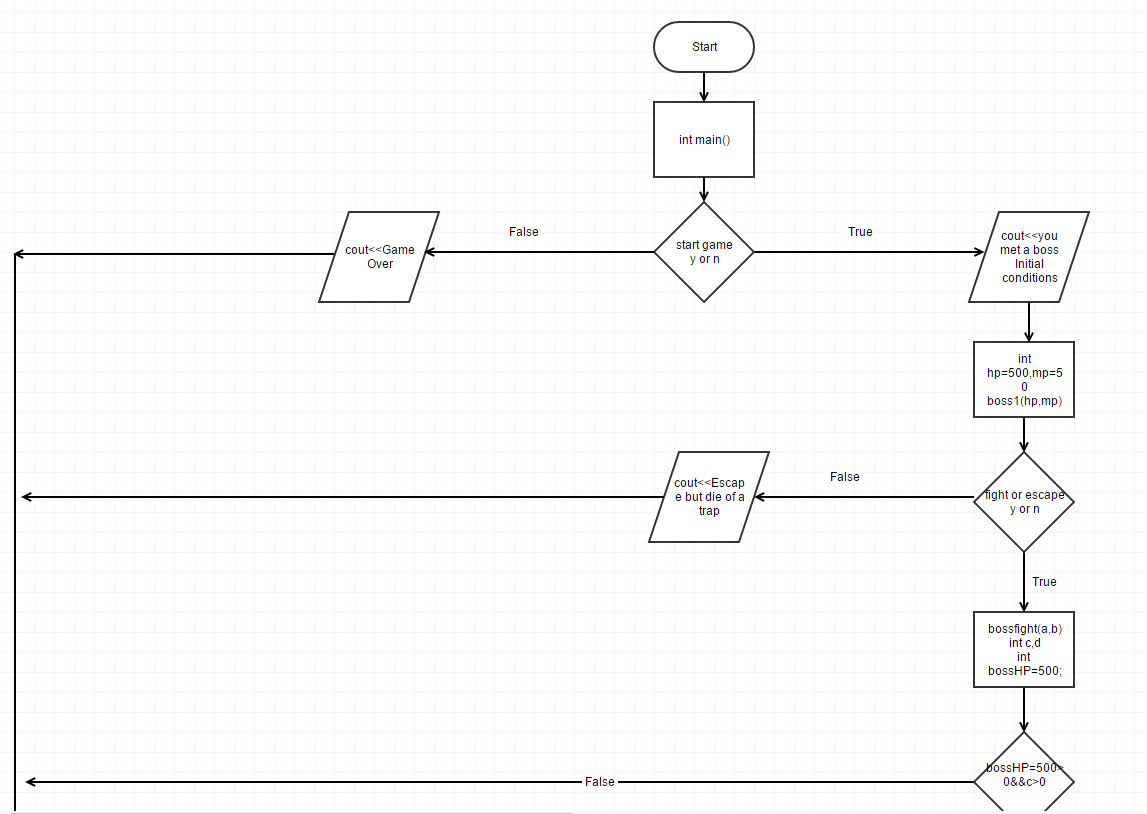 Start
int main()
False
True
start game
y or n
cout<<Game
Over
cout<<you
met a boss
Initial
conditions
int
hp=500,mp=5
0
boss1(hp,mp)
False
cout<<Escap
e but die of a
trap
fight or escape
y or n
True
bossfight(a,b)
int c,d
int
bossHP=500;
False
bossHP=500>
0&&c>0